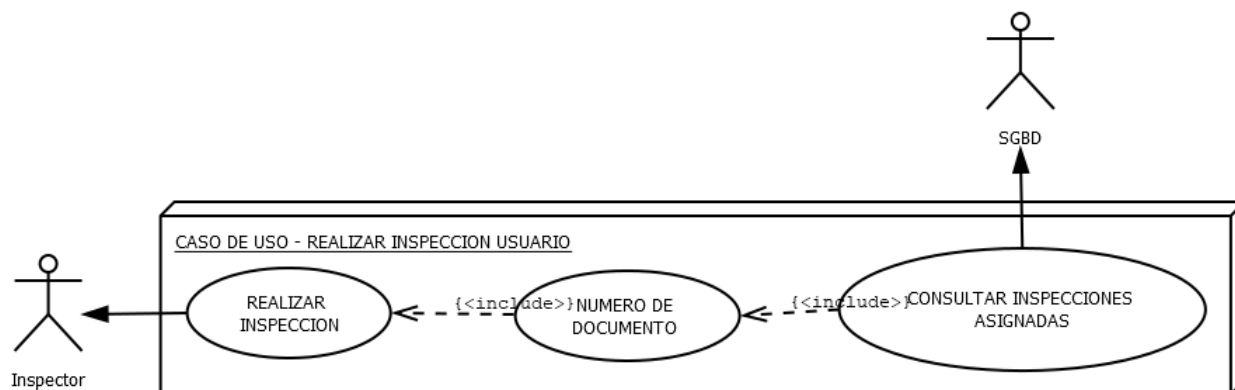 SGBD
CASO DE USO - REALIZAR INSPECCION USUARIO
REALIZAR
INSPECCION
{<include>}
NUMERO DE
DOCUMENTO
{<include>}
CONSULTAR INSPECCIONES
ASIGNADAS
Inspector